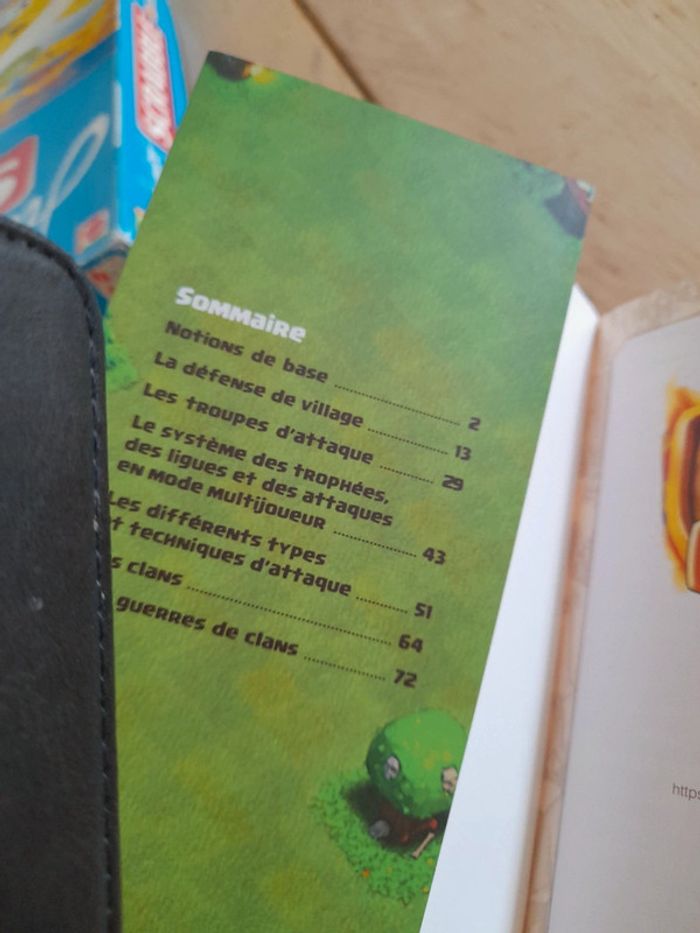 Sommaire
Notions de base 2
La défense de village 13
Les troupes d'attaque 29
Le système des trophées,
des ligues et des attaques
en mode multijoueur 43
Les différents types
t techniques d'attaque 51
s clans 64
guerres de clans 72
https